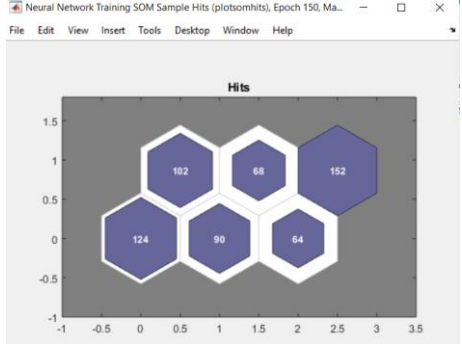 Neural Network Training SOM Sample Hits (plotsomhits), Epoch 150, Ma...
File Edit View Insert Tools Desktop Window Help
Hits
1.5
1
0.5
0
-0.5
-1
102 68 152
124 90 64
-1 -0.5 0 0.5 1 1.5 2 2.5 3 3.5